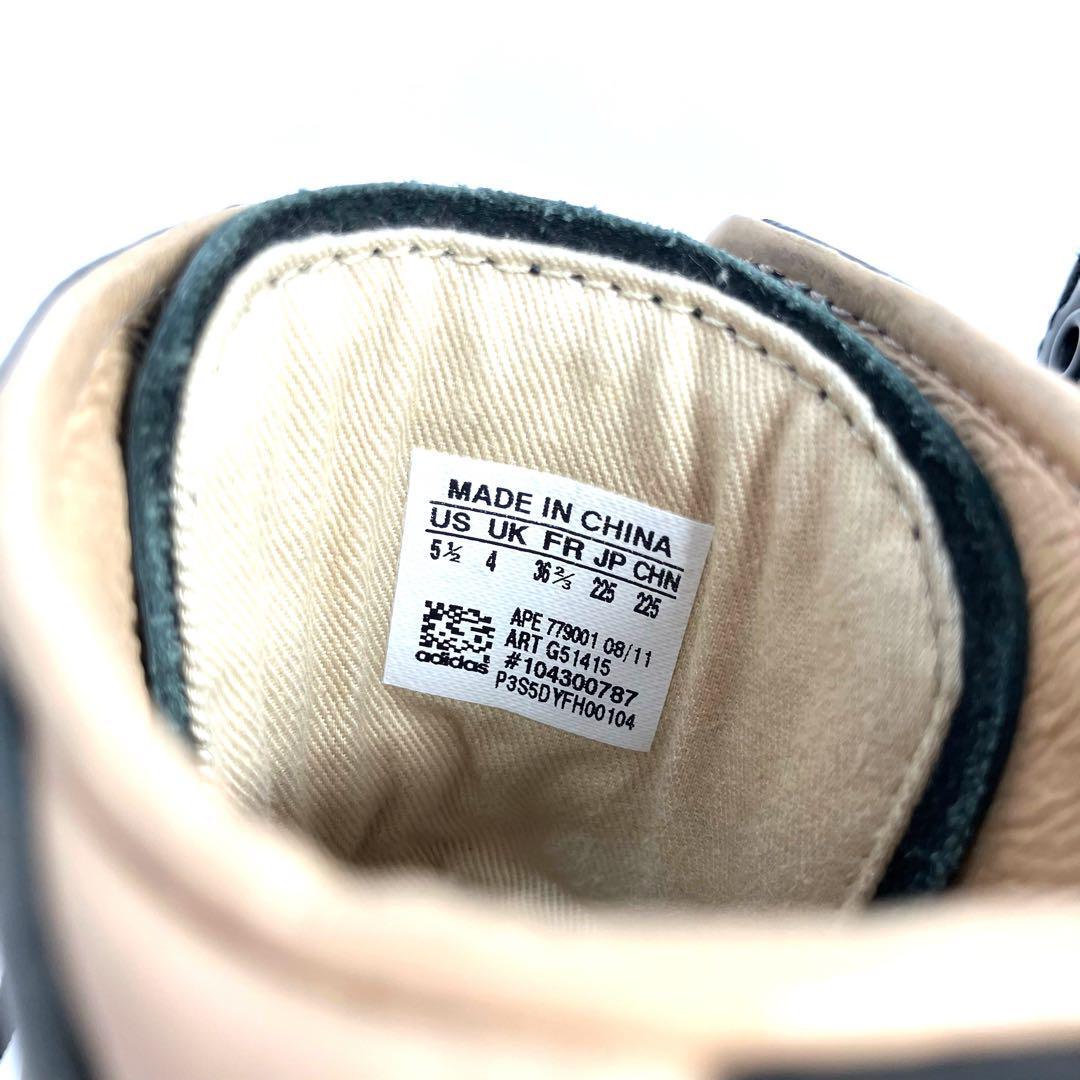 MADE IN CHINA
US UK FR JP CHN
5½ 4 36⅔ 225 225
APE 779001 08/11
ART G51415
#104300787
adidas
P3S5DYFH00104